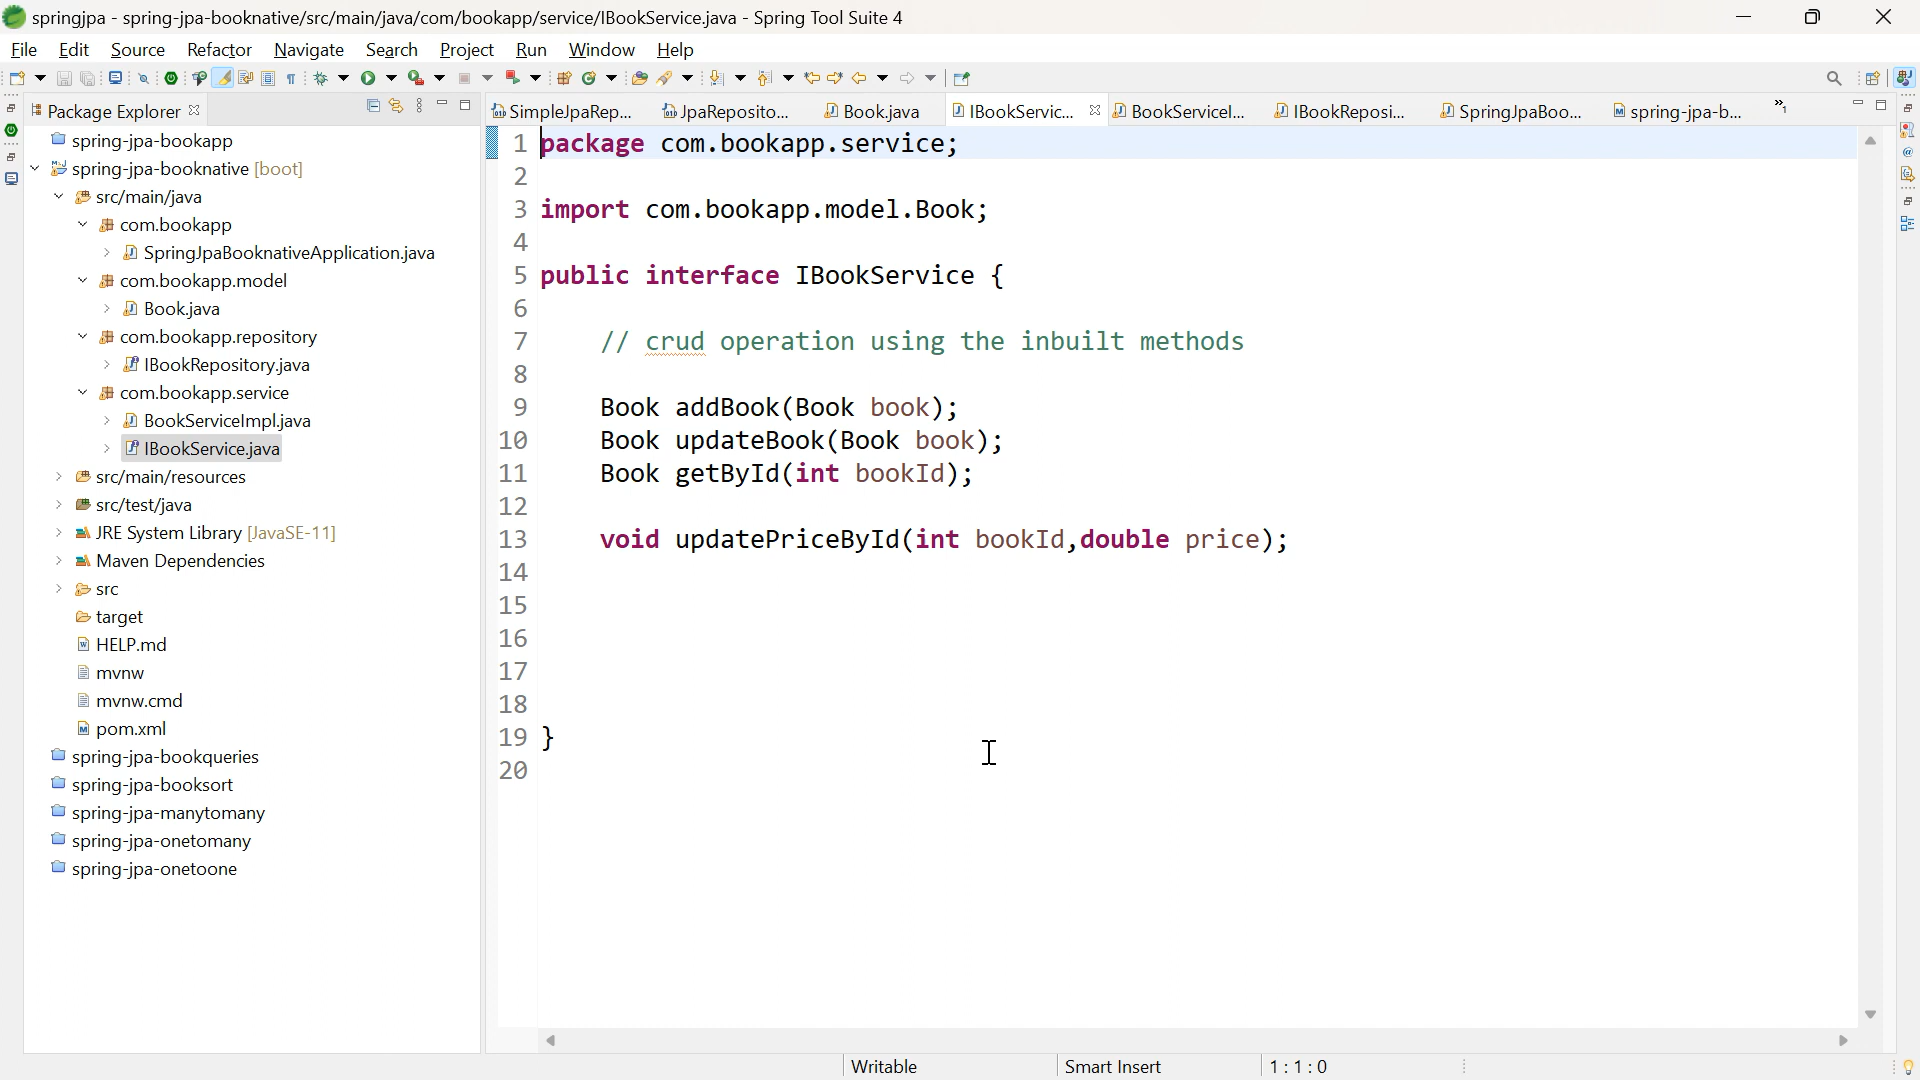 springjpa - spring-jpa-booknative/src/main/java/com/bookapp/service/IBookService.java - Spring Tool Suite 4
File Edit Source Refactor Navigate Search Project Run Window Help
Package Explorer
SimpleJpaRep...
JpaReposito...
Book.java
IBookServic...
BookServiceI...
IBookReposi...
SpringJpaBoo...
spring-jpa-b...
»1
spring-jpa-bookapp
spring-jpa-booknative [boot]
src/main/java
com.bookapp
SpringJpaBooknativeApplication.java
com.bookapp.model
Book.java
com.bookapp.repository
IBookRepository.java
com.bookapp.service
BookServiceImpl.java
IBookService.java
src/main/resources
src/test/java
JRE System Library [JavaSE-11]
Maven Dependencies
src
target
HELP.md
mvnw
mvnw.cmd
pom.xml
spring-jpa-bookqueries
spring-jpa-booksort
spring-jpa-manytomany
spring-jpa-onetomany
spring-jpa-onetoone
1 package com.bookapp.service;
2
3 import com.bookapp.model.Book;
4
5 public interface IBookService {
6
7 // crud operation using the inbuilt methods
8
9 Book addBook(Book book);
10 Book updateBook(Book book);
11 Book getById(int bookId);
12
13 void updatePriceById(int bookId,double price);
14
15
16
17
18
19 }
20
Writable
Smart Insert
1 : 1 : 0